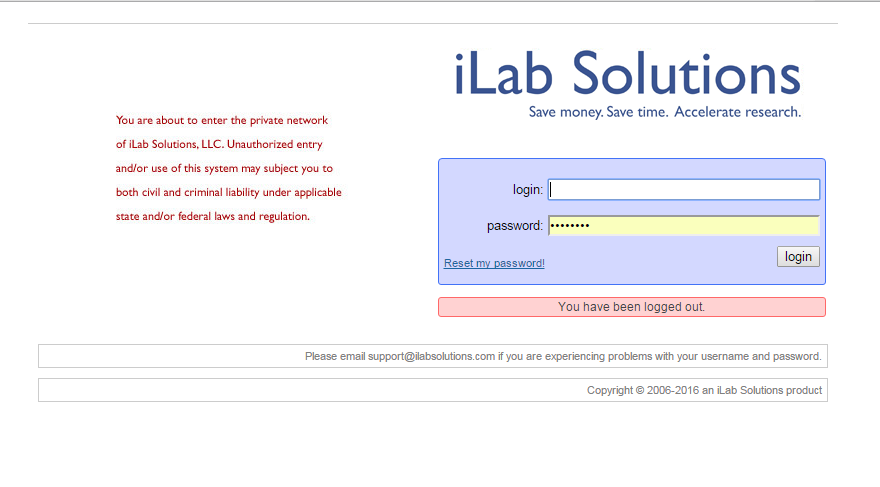 iLab Solutions
Save money. Save time. Accelerate research.
You are about to enter the private network
of iLab Solutions, LLC. Unauthorized entry
and/or use of this system may subject you to
both civil and criminal liability under applicable
state and/or federal laws and regulation.
login:
password: ••••••••
Reset my password!
login
You have been logged out.
Please email support@ilabsolutions.com if you are experiencing problems with your username and password.
Copyright © 2006-2016 an iLab Solutions product